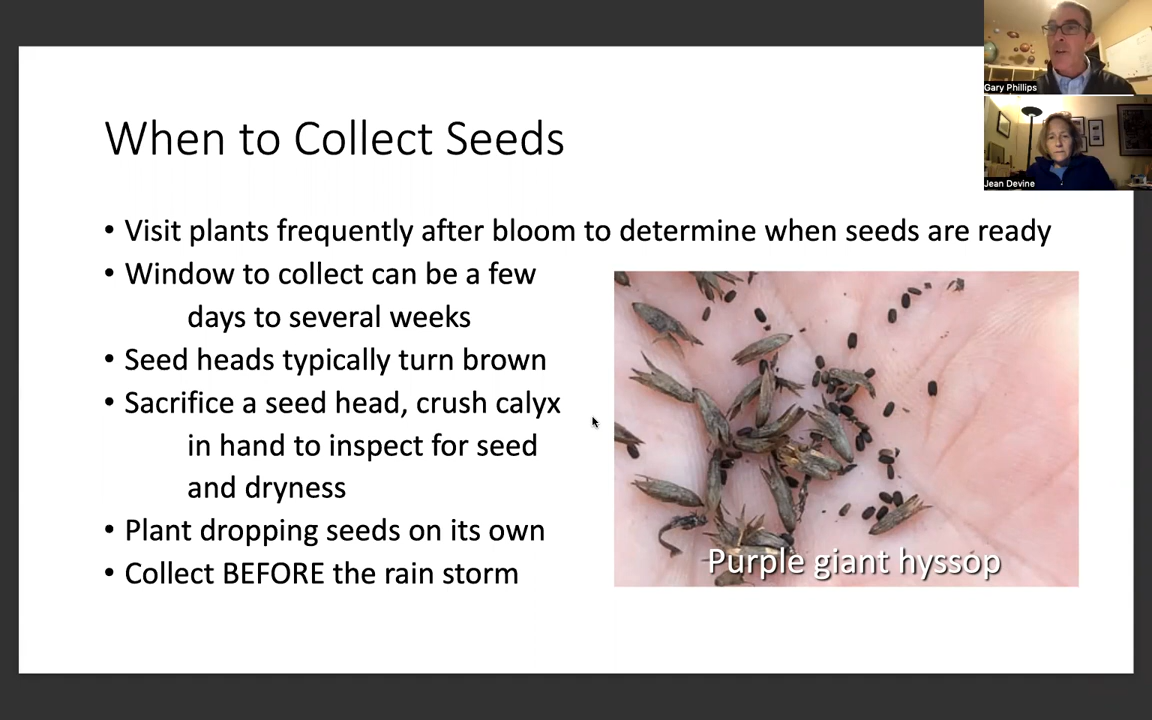 When to Collect Seeds
• Visit plants frequently after bloom to determine when seeds are ready
• Window to collect can be a few
days to several weeks
• Seed heads typically turn brown
• Sacrifice a seed head, crush calyx
in hand to inspect for seed
and dryness
• Plant dropping seeds on its own
• Collect BEFORE the rain storm
Purple giant hyssop
Gary Phillips
Jean Devine